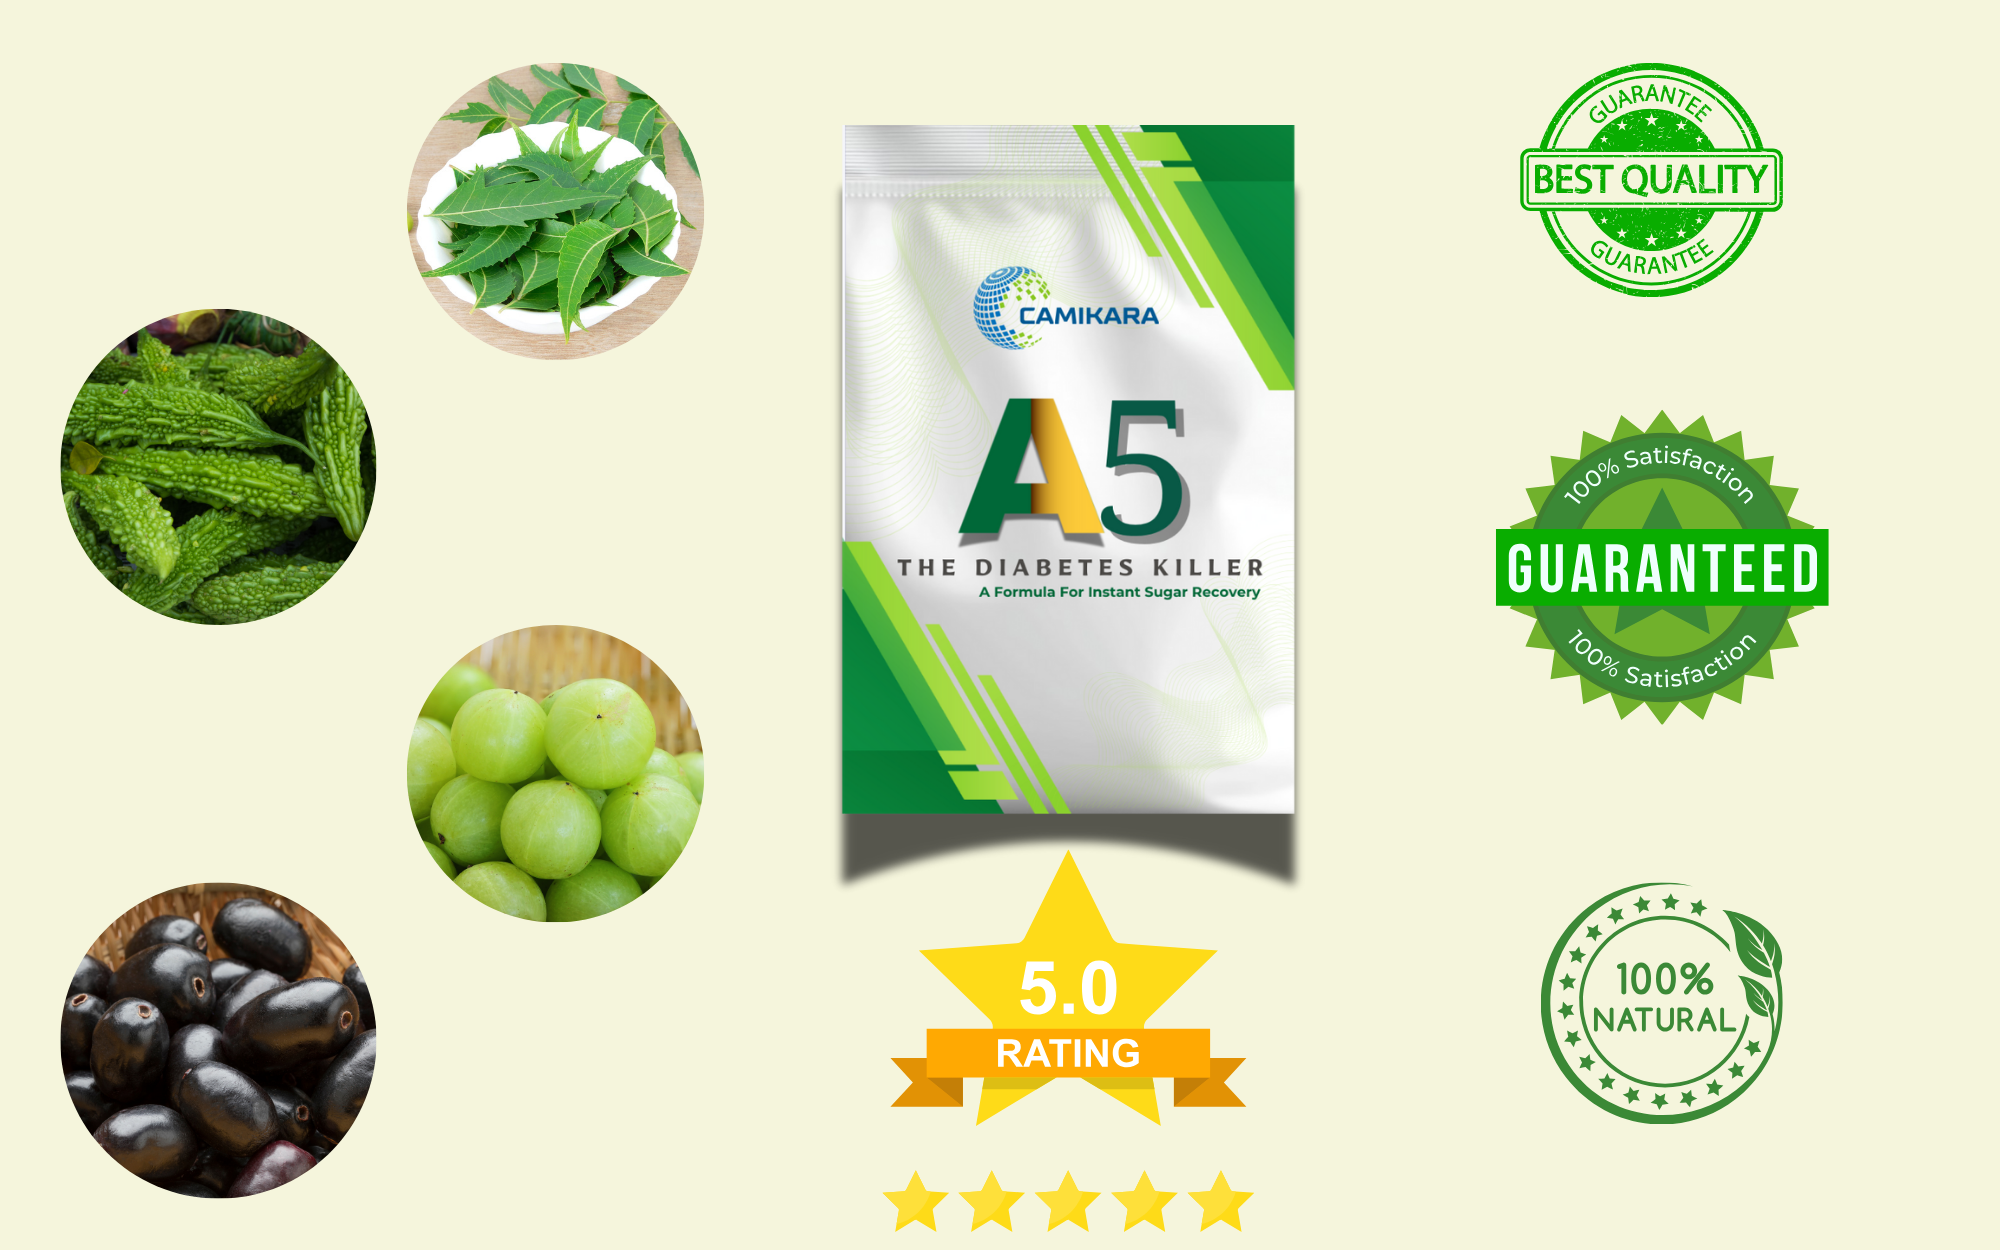 CAMIKARA
A5
THE DIABETES KILLER
A Formula For Instant Sugar Recovery
5.0
RATING
GUARANTEE
BEST QUALITY
GUARANTEE
100% Satisfaction
GUARANTEED
100% Satisfaction
100%
NATURAL